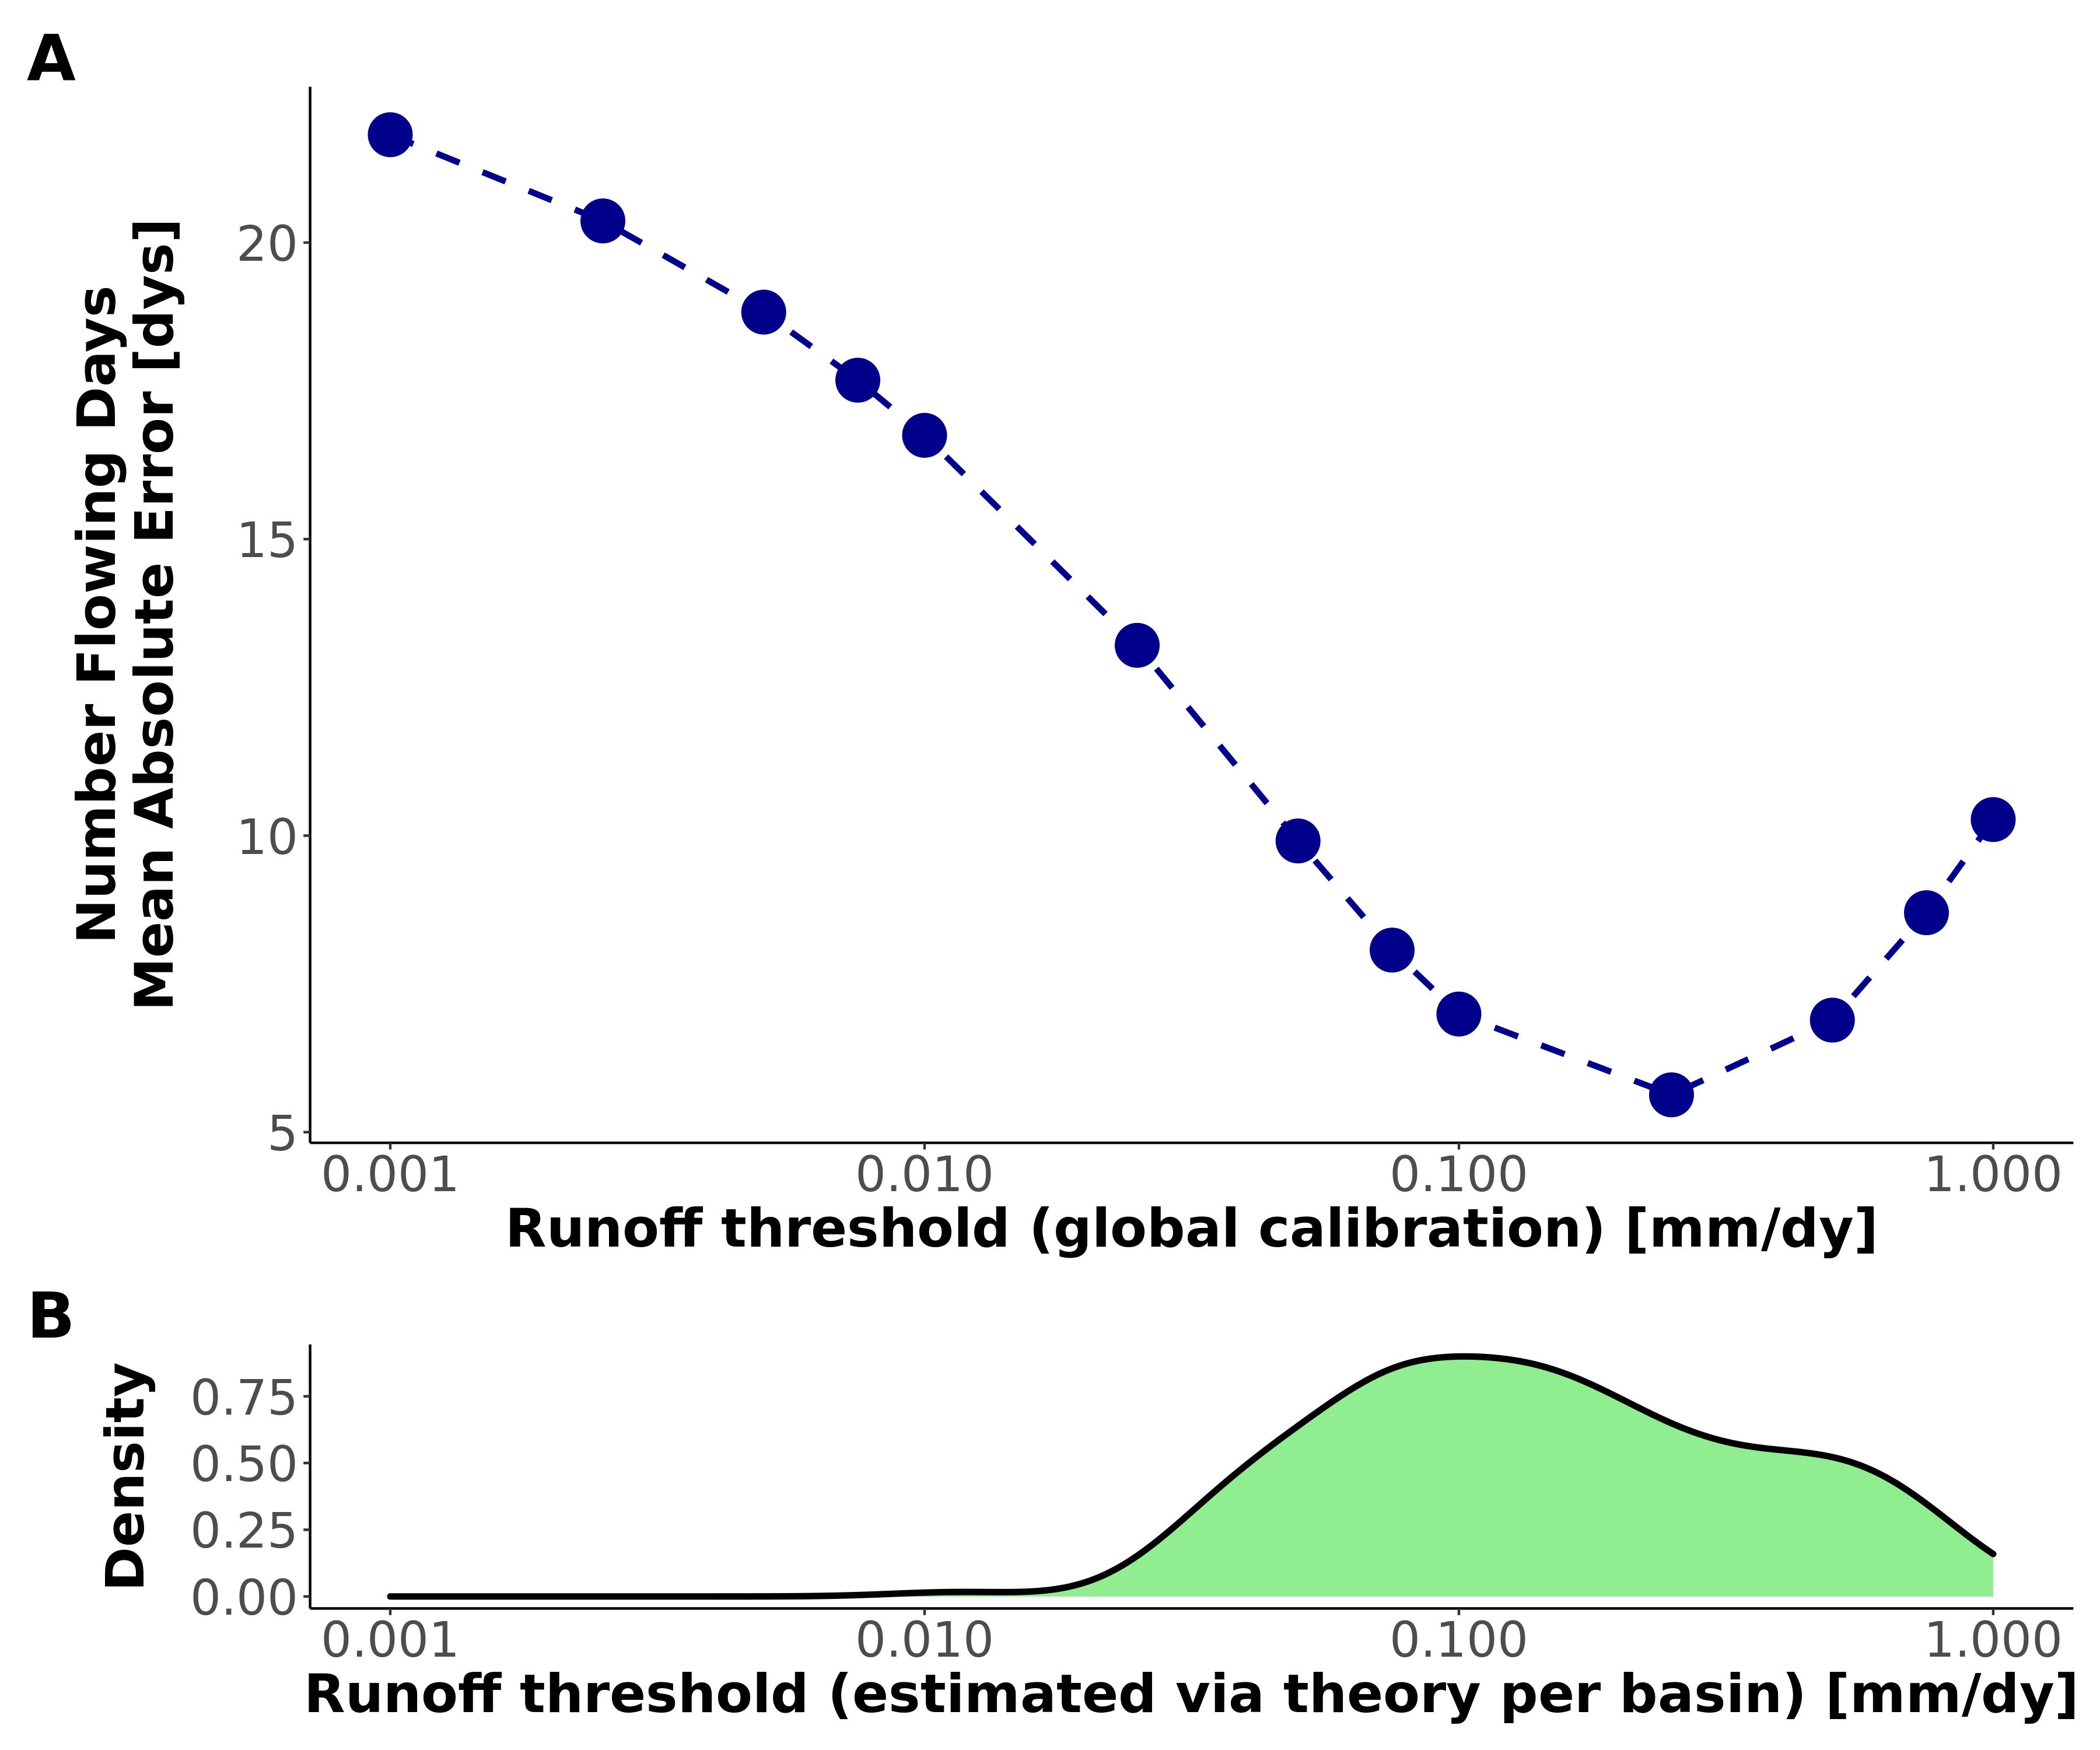 A
Number Flowing Days
Mean Absolute Error [dys]
20
15
10
5
0.001 0.010 0.100 1.000
Runoff threshold (global calibration) [mm/dy]
B
Density
0.75
0.50
0.25
0.00
0.001 0.010 0.100 1.000
Runoff threshold (estimated via theory per basin) [mm/dy]